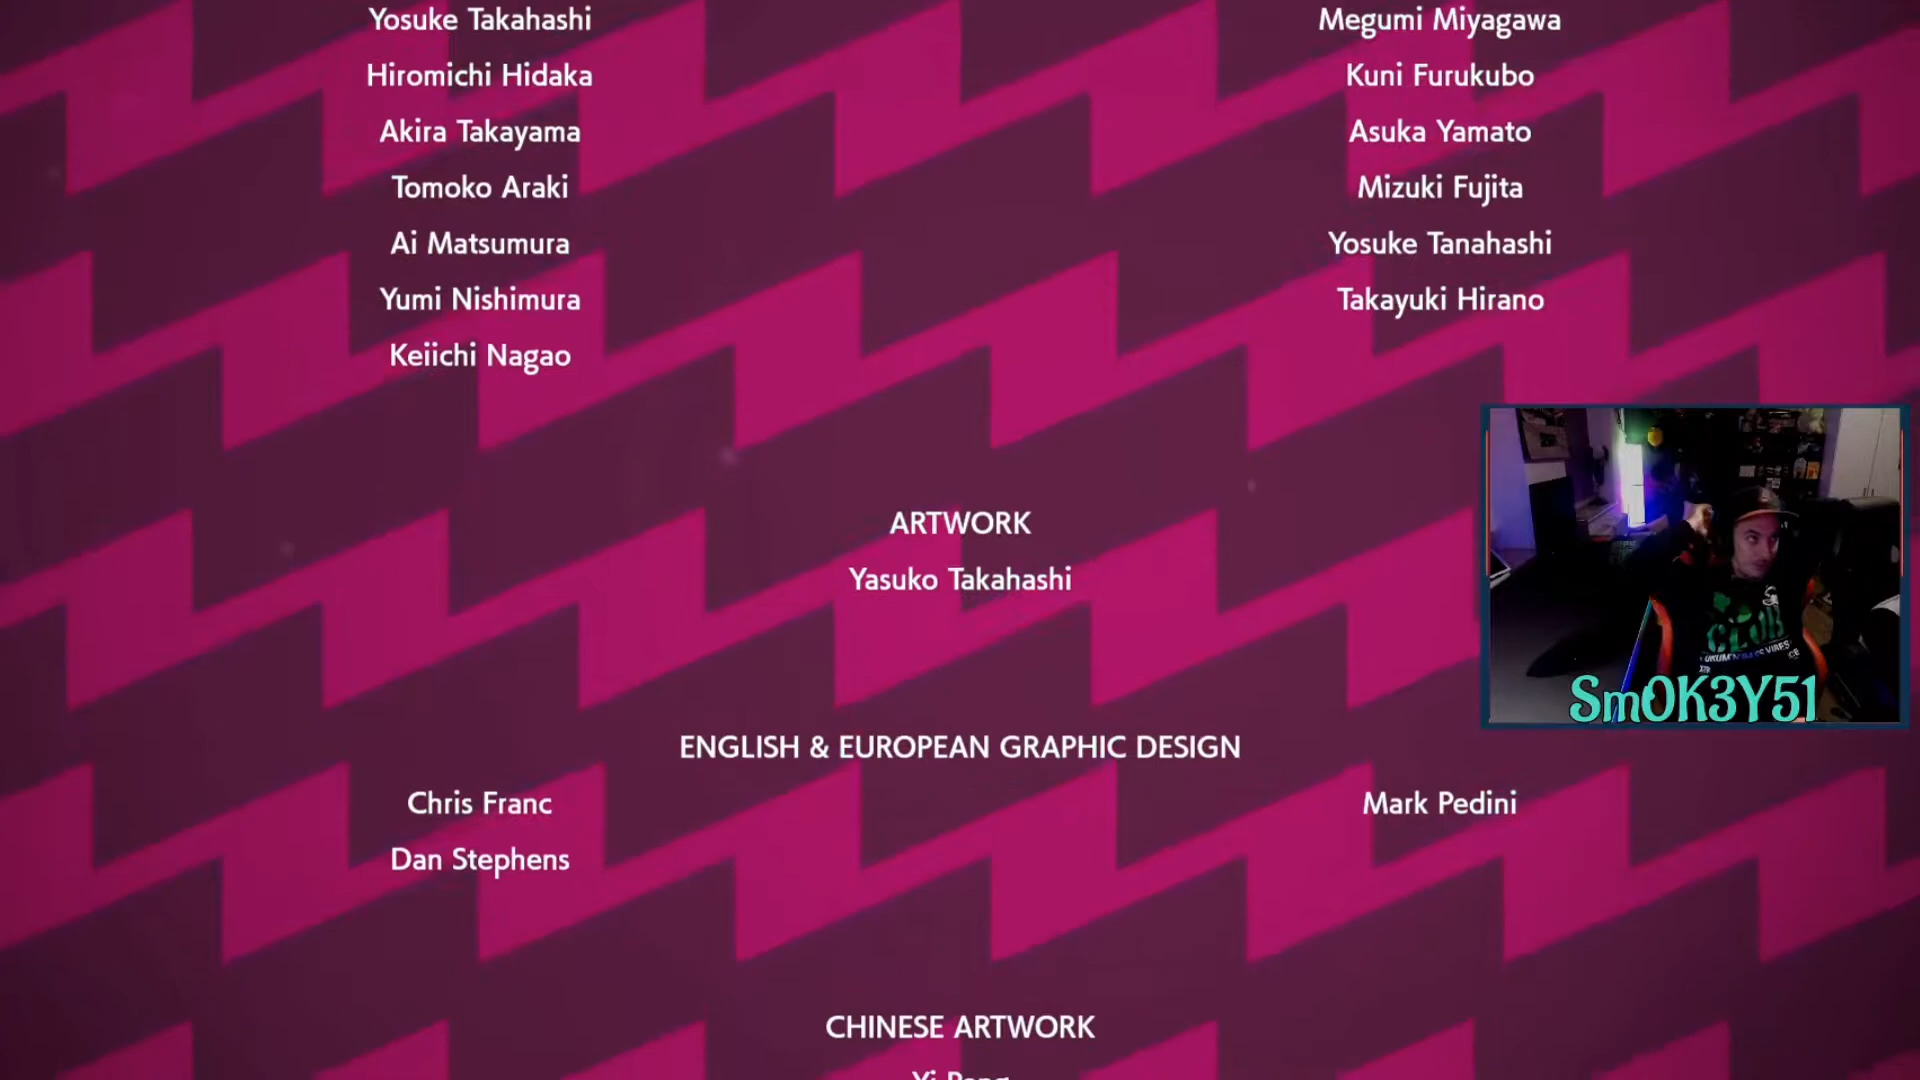 Yosuke Takahashi
Megumi Miyagawa
Hiromichi Hidaka
Kuni Furukubo
Akira Takayama
Asuka Yamato
Tomoko Araki
Mizuki Fujita
Ai Matsumura
Yosuke Tanahashi
Yumi Nishimura
Takayuki Hirano
Keiichi Nagao
ARTWORK
Yasuko Takahashi
CLUB
SmOK3Y51
ENGLISH & EUROPEAN GRAPHIC DESIGN
Chris Franc
Mark Pedini
Dan Stephens
CHINESE ARTWORK